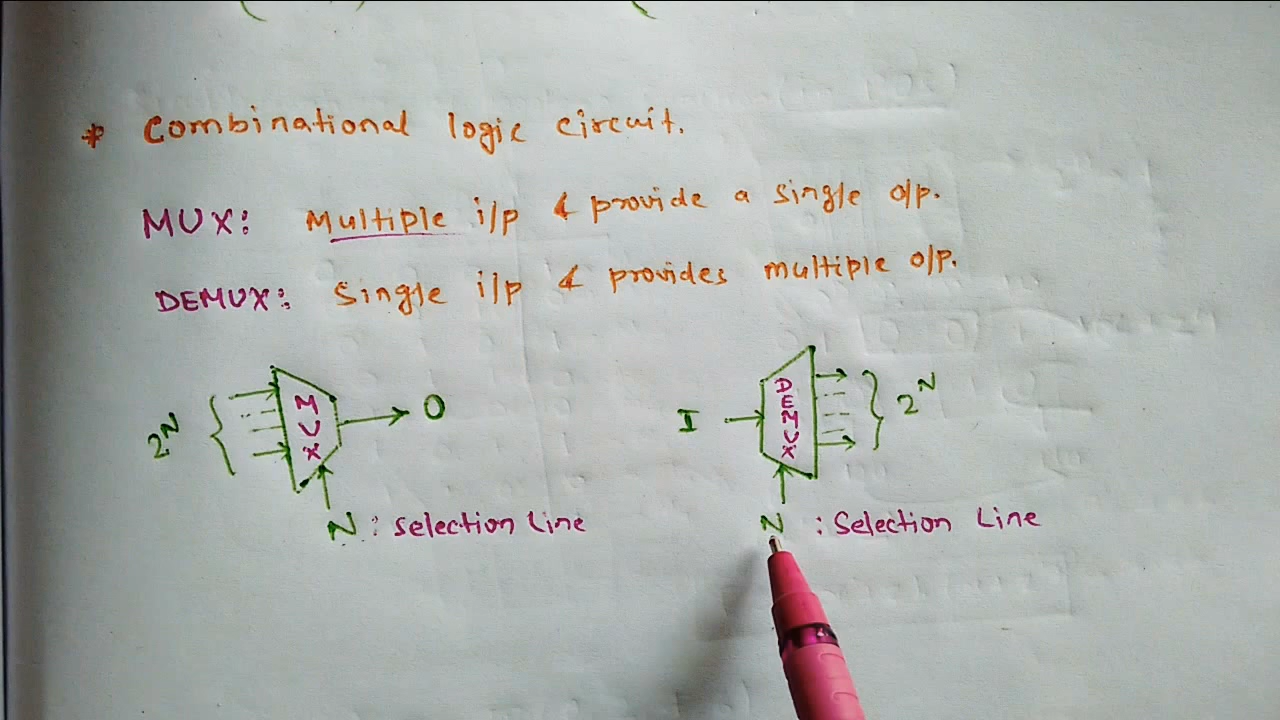 * Combinational logic circuit.
MUX: Multiple i/p & provide a single o/p.
DEMUX: Single i/p & provides multiple o/p.
2^N MUX O
N : selection line
I DEMUX 2^N
N : Selection Line